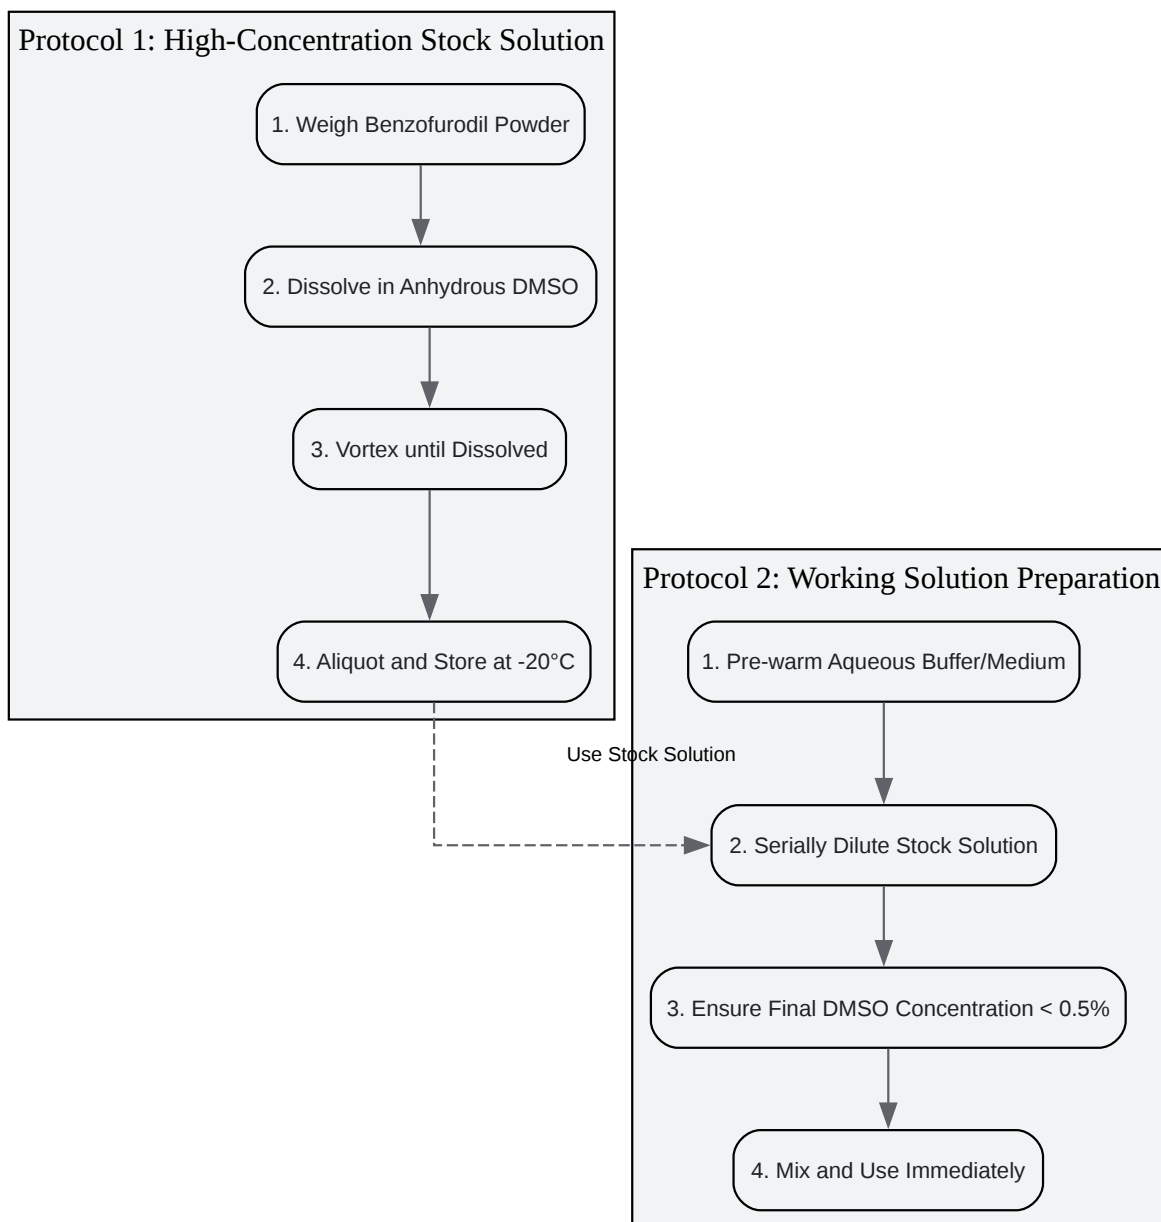 Protocol 1: High-Concentration Stock Solution
1. Weigh Benzofurodil Powder
2. Dissolve in Anhydrous DMSO
3. Vortex until Dissolved
4. Aliquot and Store at -20°C
Use Stock Solution
Protocol 2: Working Solution Preparation
1. Pre-warm Aqueous Buffer/Medium
2. Serially Dilute Stock Solution
3. Ensure Final DMSO Concentration < 0.5%
4. Mix and Use Immediately